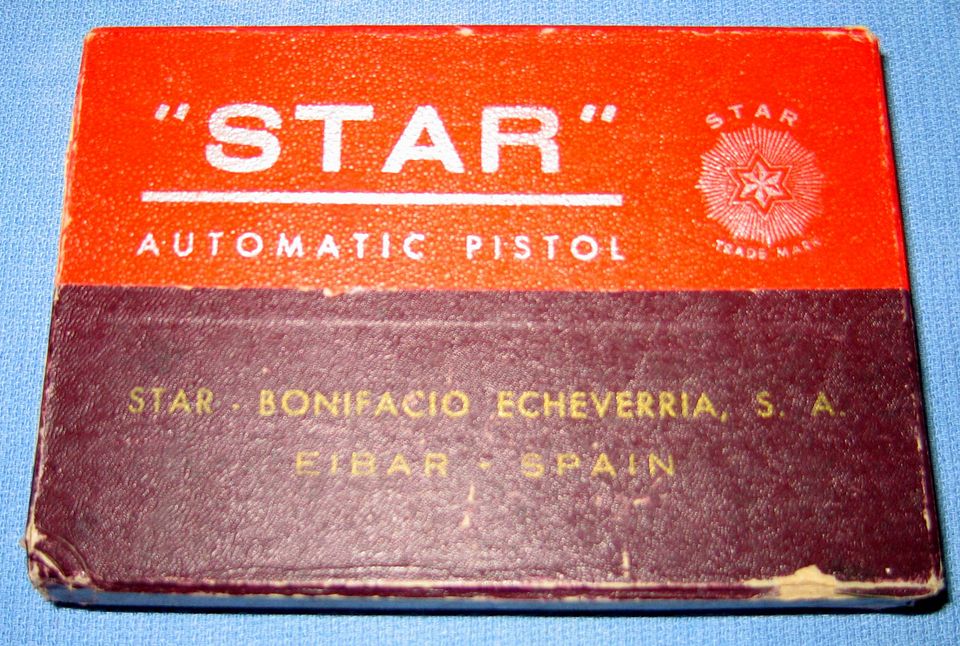 "STAR"
AUTOMATIC PISTOL
STAR
TRADE MARK
STAR - BONIFACIO ECHEVERRIA, S. A.
EIBAR - SPAIN